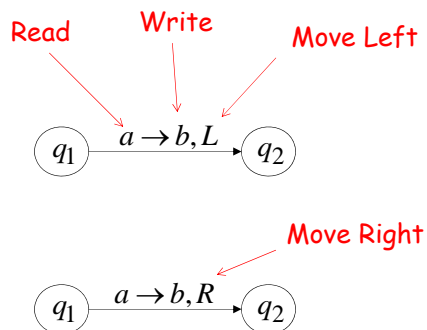 Read
Write
Move Left
q₁
a → b, L
q₂
Move Right
q₁
a → b, R
q₂